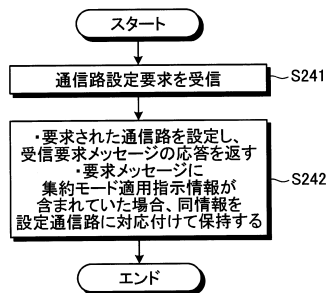 スタート
通信路設定要求を受信
S241
・要求された通信路を設定し、
受信要求メッセージの応答を返す
・要求メッセージに
集約モード適用指示情報が
含まれていた場合、同情報を
設定通信路に対応付けて保持する
S242
エンド